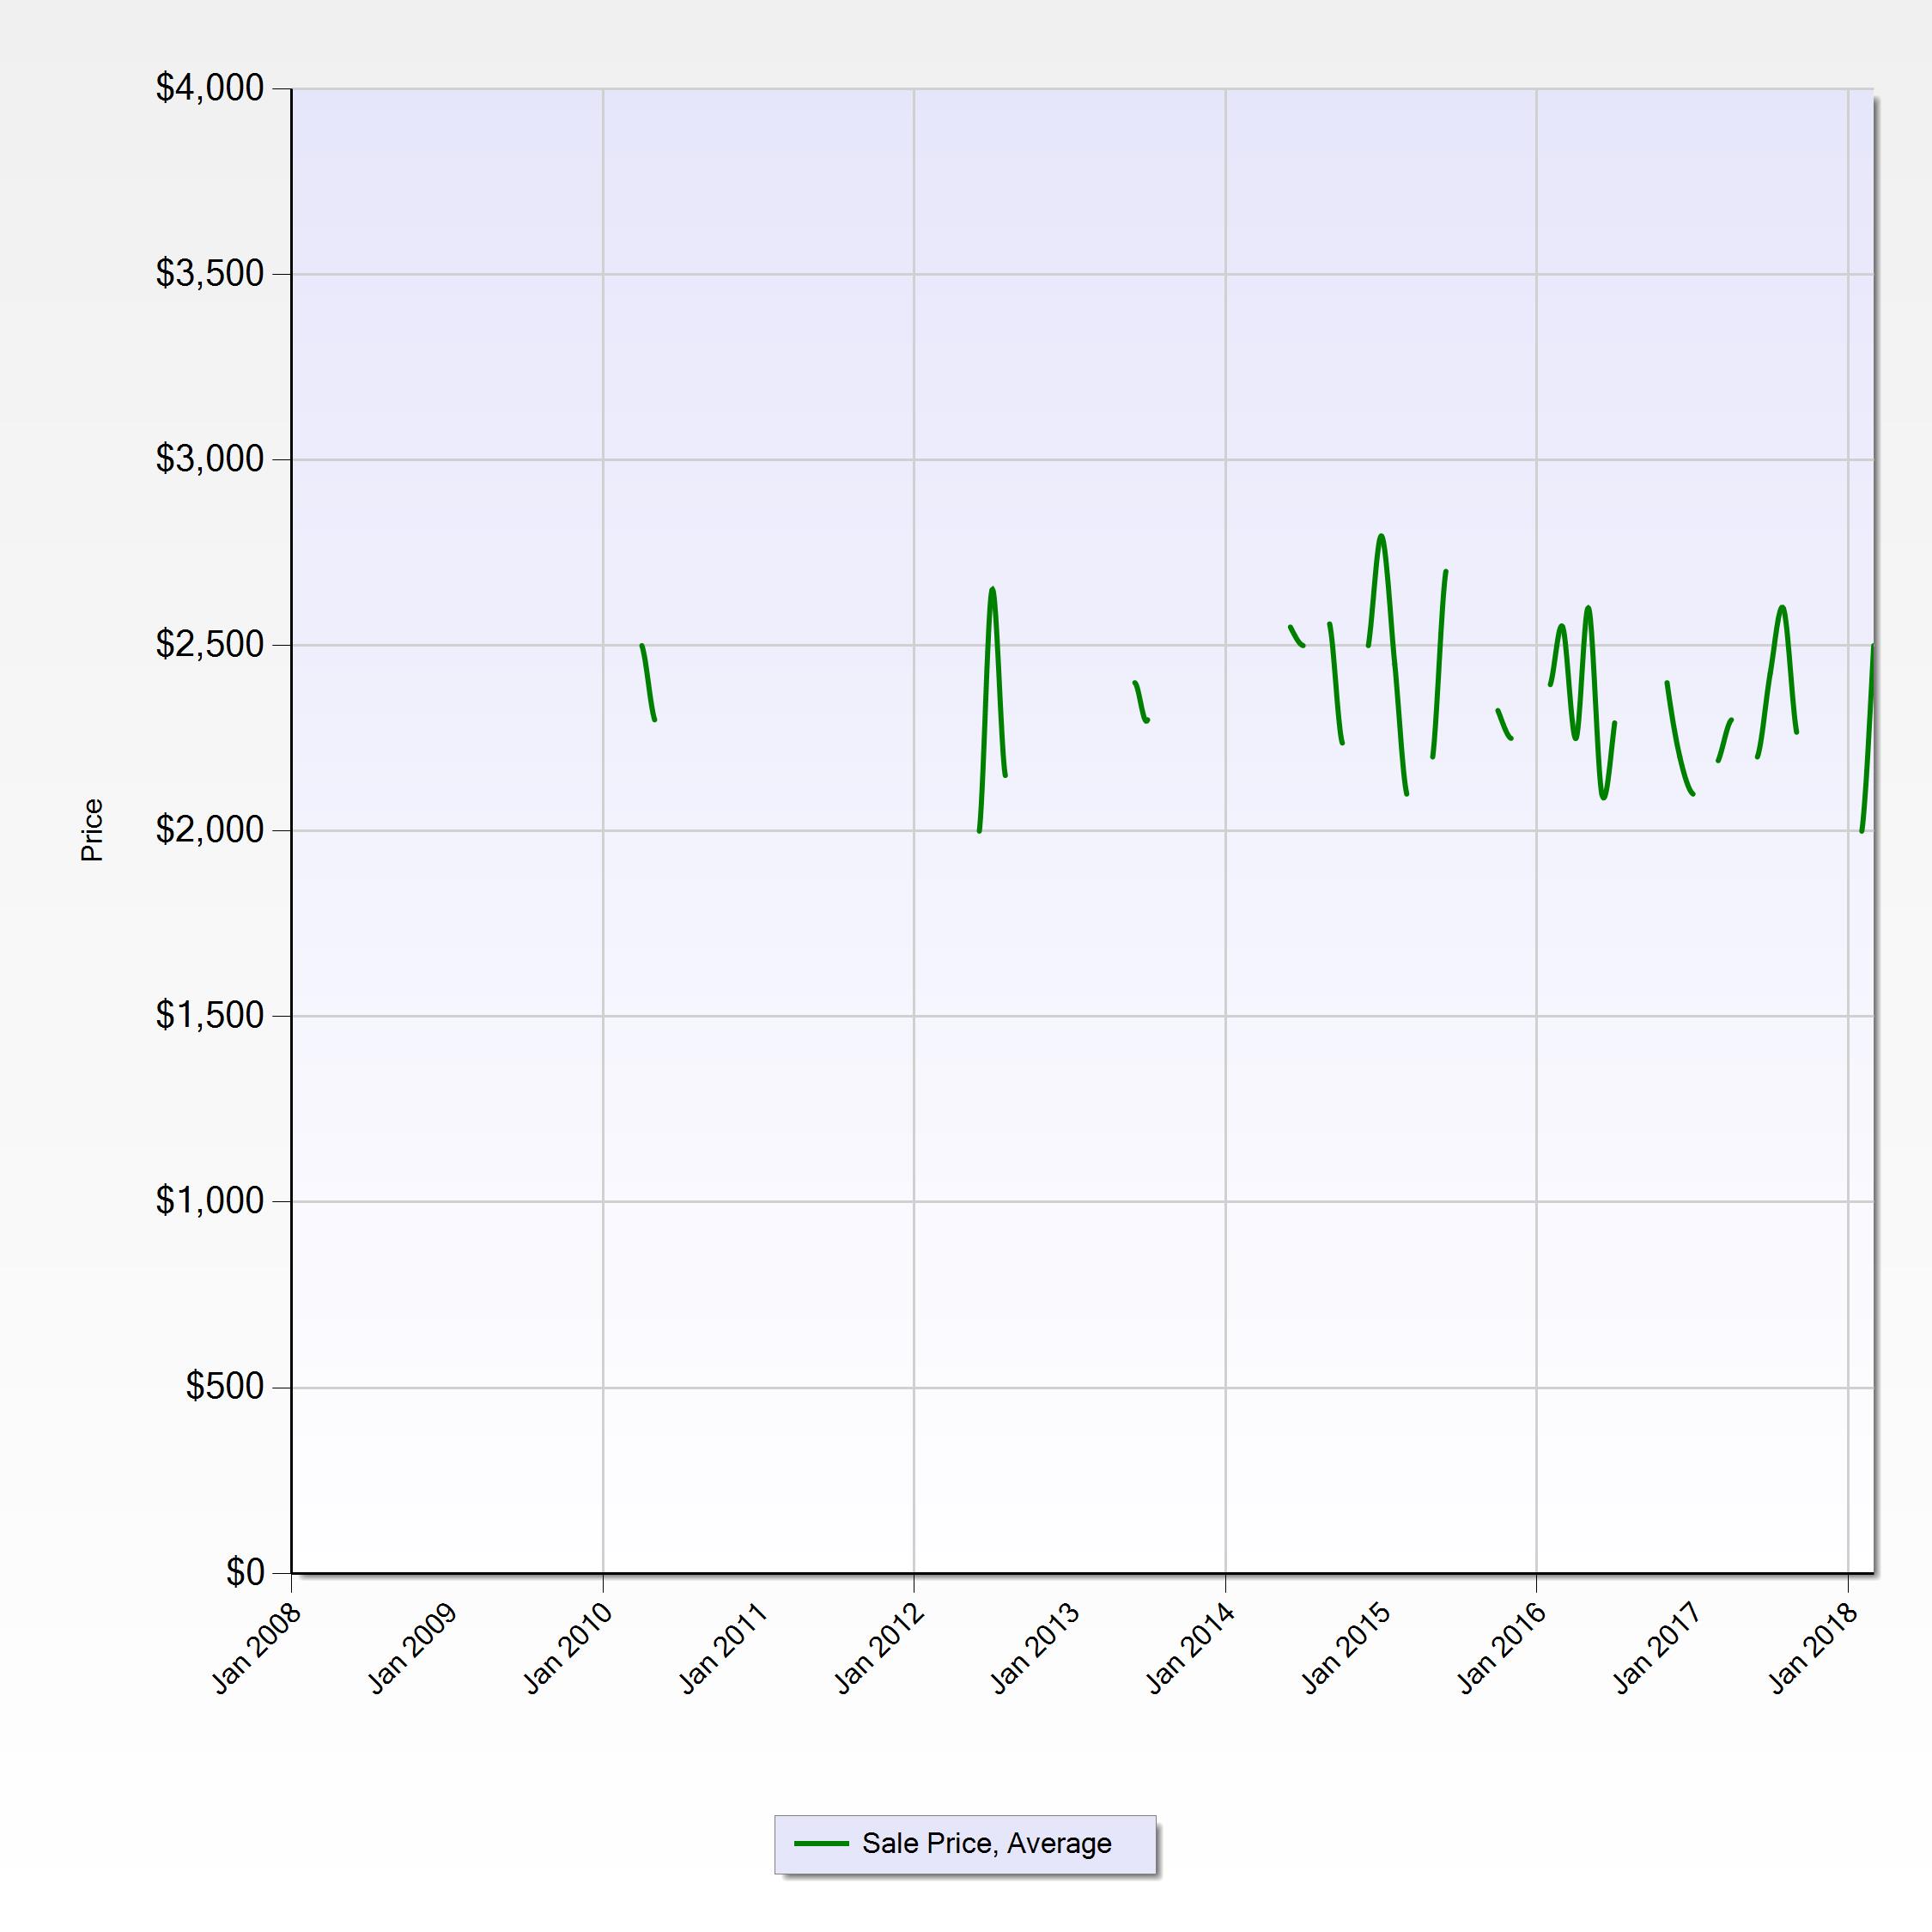 $4,000
$3,500
$3,000
$2,500
$2,000
$1,500
$1,000
$500
$0
Price
Jan 2008
Jan 2009
Jan 2010
Jan 2011
Jan 2012
Jan 2013
Jan 2014
Jan 2015
Jan 2016
Jan 2017
Jan 2018
Sale Price, Average